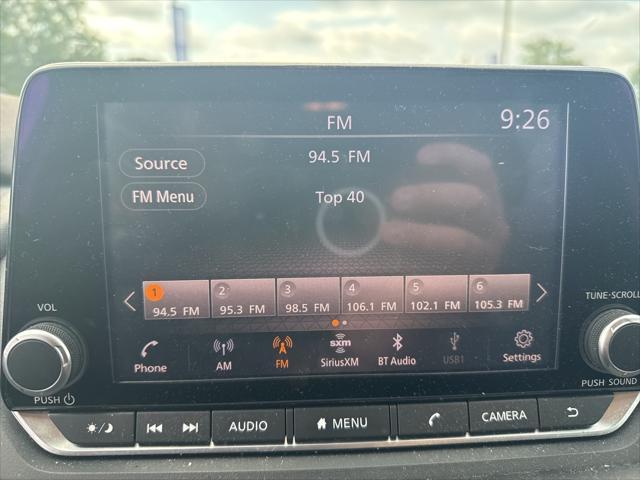 FM 9:26
Source 94.5 FM
FM Menu Top 40
1 2 3 4 5 6
94.5 FM 95.3 FM 98.5 FM 106.1 FM 102.1 FM 105.3 FM
VOL TUNE·SCROLL
Phone AM FM sxm SiriusXM BT Audio USB1 Settings
PUSH PUSH SOUND
AUDIO MENU CAMERA